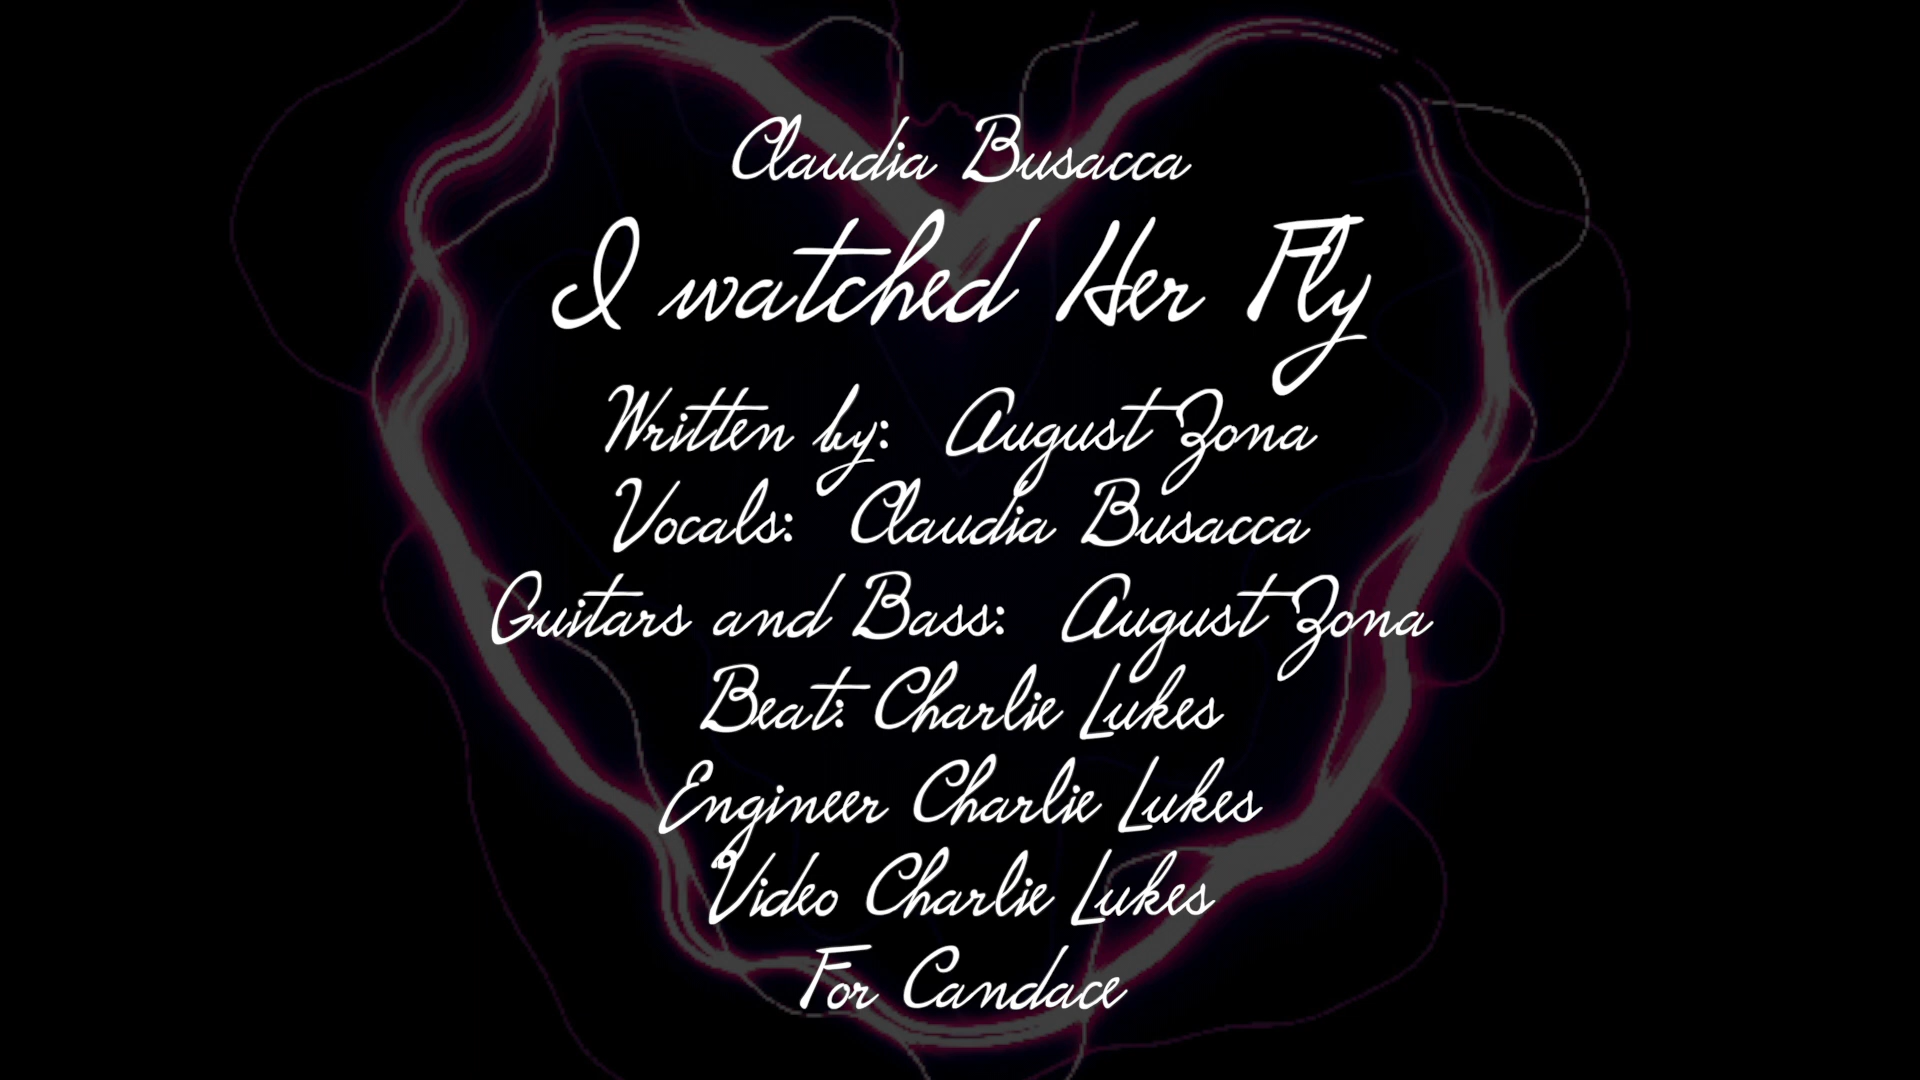 Claudia Busacca
I watched Her Fly
Written by: August Zona
Vocals: Claudia Busacca
Guitars and Bass: August Zona
Beat: Charlie Lukes
Engineer Charlie Lukes
Video Charlie Lukes
For Candace